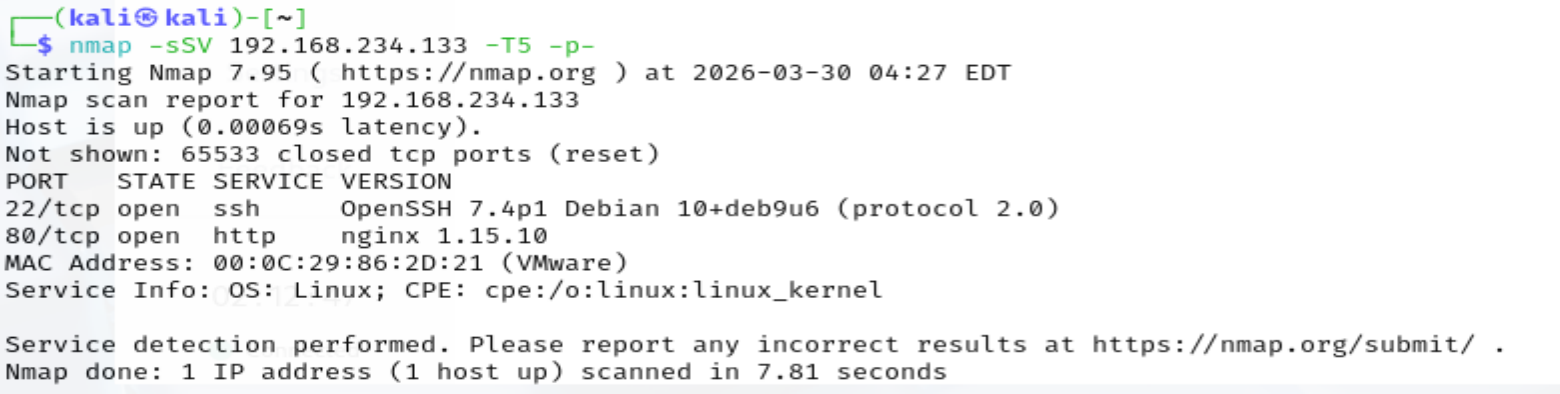 ┌──(kali㉿kali)-[~]
└─$ nmap -sSV 192.168.234.133 -T5 -p-
Starting Nmap 7.95 ( https://nmap.org ) at 2026-03-30 04:27 EDT
Nmap scan report for 192.168.234.133
Host is up (0.00069s latency).
Not shown: 65533 closed tcp ports (reset)
PORT   STATE SERVICE VERSION
22/tcp open  ssh     OpenSSH 7.4p1 Debian 10+deb9u6 (protocol 2.0)
80/tcp open  http    nginx 1.15.10
MAC Address: 00:0C:29:86:2D:21 (VMware)
Service Info: OS: Linux; CPE: cpe:/o:linux:linux_kernel

Service detection performed. Please report any incorrect results at https://nmap.org/submit/ .
Nmap done: 1 IP address (1 host up) scanned in 7.81 seconds